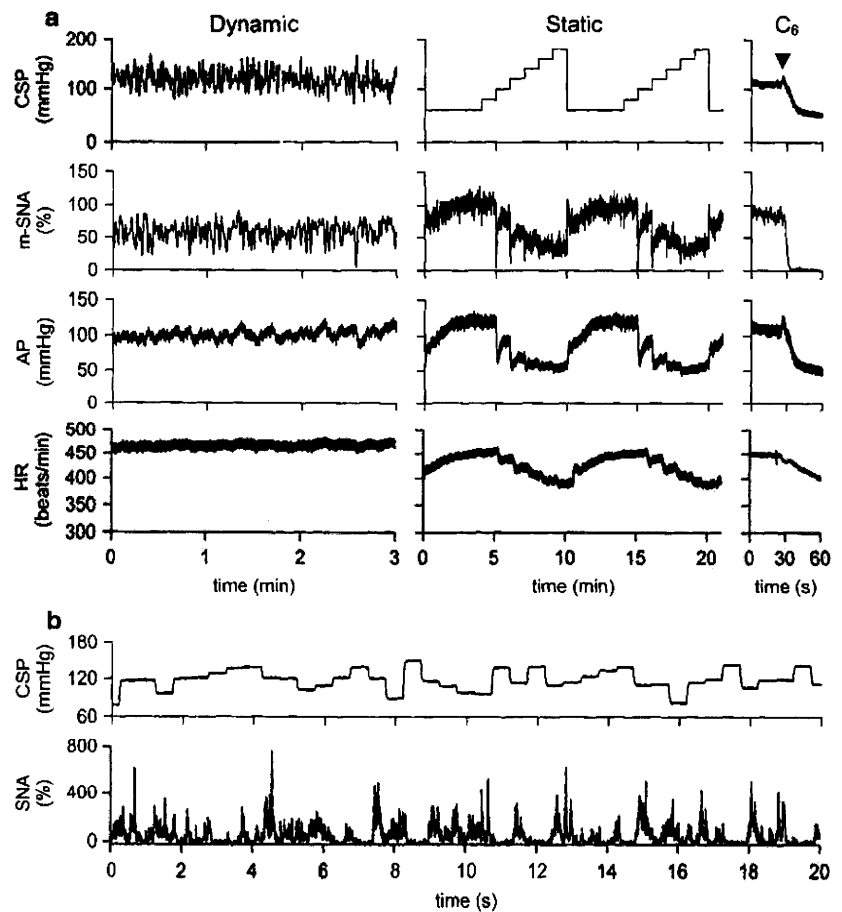 a
Dynamic Static C6
200
100
0
CSP
(mmHg)
150
100
50
0
m-SNA
(%)
150
100
50
0
AP
(mmHg)
500
450
400
350
300
HR
(beats/min)
0 1 2 3 0 5 10 15 20 0 30 60
time (min) time (min) time (s)
b
180
120
60
CSP
(mmHg)
800
400
0
SNA
(%)
0 2 4 6 8 10 12 14 16 18 20
time (s)